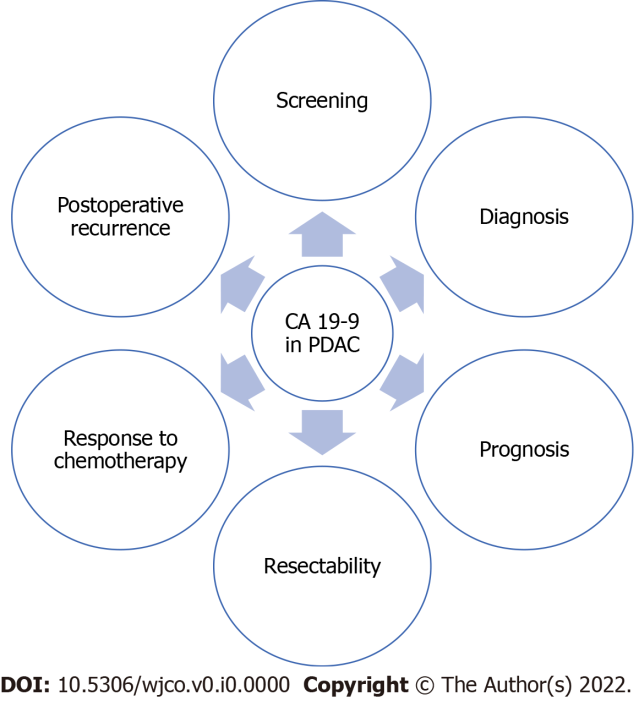 Screening
Postoperative
recurrence
Diagnosis
CA 19-9
in PDAC
Response to
chemotherapy
Prognosis
Resectability
DOI: 10.5306/wjco.v0.i0.0000 Copyright © The Author(s) 2022.